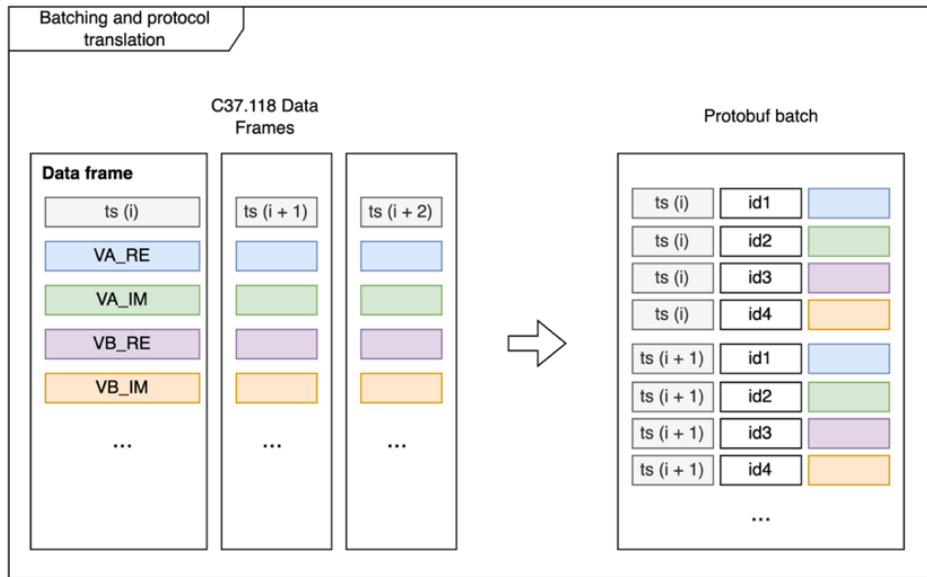 Batching and protocol
translation
C37.118 Data
Frames
Data frame
ts (i)
VA_RE
VA_IM
VB_RE
VB_IM
...
ts (i + 1)
...
ts (i + 2)
...
Protobuf batch
ts (i) id1
ts (i) id2
ts (i) id3
ts (i) id4
ts (i + 1) id1
ts (i + 1) id2
ts (i + 1) id3
ts (i + 1) id4
...